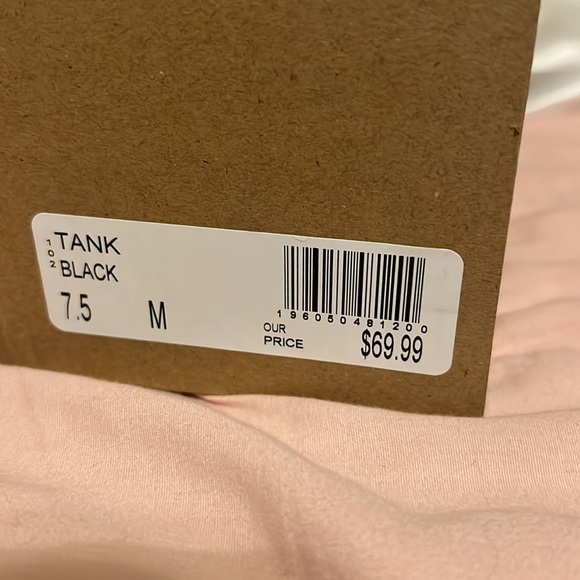 102
TANK
BLACK
7.5 M
196050481200
OUR
PRICE $69.99